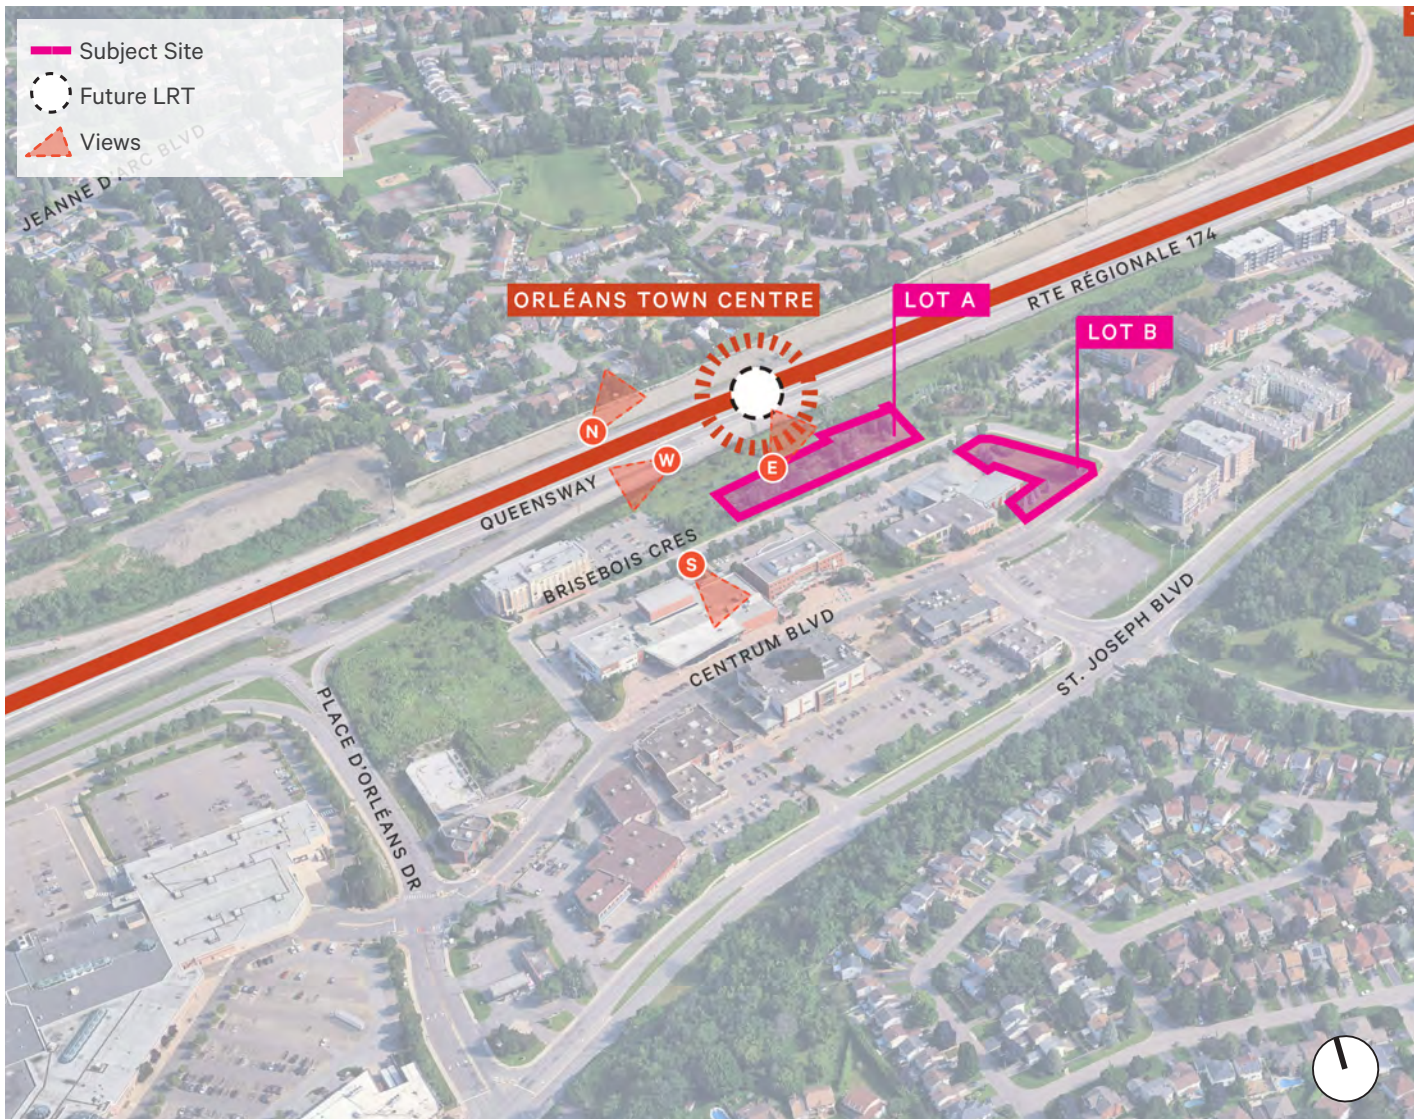 Subject Site
Future LRT
Views
JEANNE D'ARC BLVD
ORLÉANS TOWN CENTRE
LOT A
RTE RÉGIONALE 174
LOT B
N
W
E
QUEENSWAY
BRISEBOIS CRES
S
CENTRUM BLVD
ST. JOSEPH BLVD
PLACE D'ORLÉANS DR